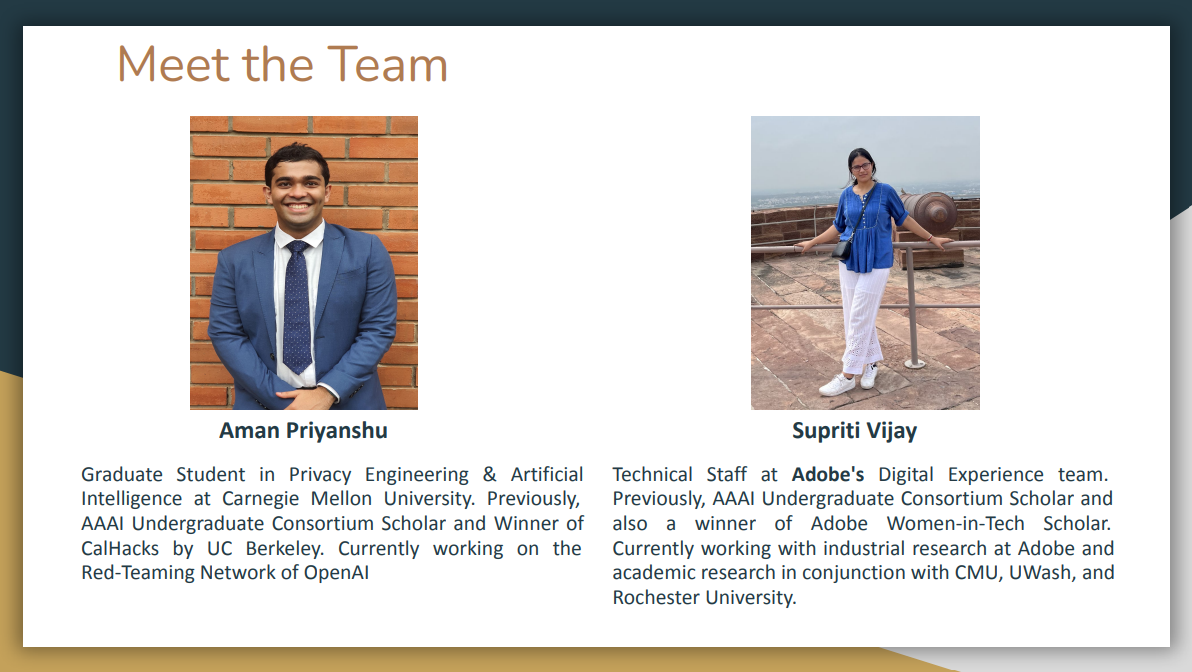 Meet the Team
Aman Priyanshu
Graduate Student in Privacy Engineering & Artificial
Intelligence at Carnegie Mellon University. Previously,
AAAI Undergraduate Consortium Scholar and Winner of
CalHacks by UC Berkeley. Currently working on the
Red-Teaming Network of OpenAI
Supriti Vijay
Technical Staff at Adobe's Digital Experience team.
Previously, AAAI Undergraduate Consortium Scholar and
also a winner of Adobe Women-in-Tech Scholar.
Currently working with industrial research at Adobe and
academic research in conjunction with CMU, UWash, and
Rochester University.